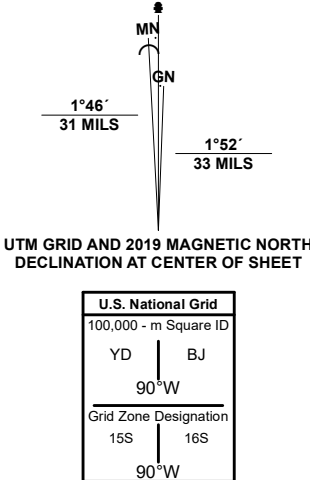 MN
GN
1°46´
31 MILS
1°52´
33 MILS
UTM GRID AND 2019 MAGNETIC NORTH
DECLINATION AT CENTER OF SHEET
U.S. National Grid
100,000 - m Square ID
YD BJ
90°W
Grid Zone Designation
15S 16S
90°W